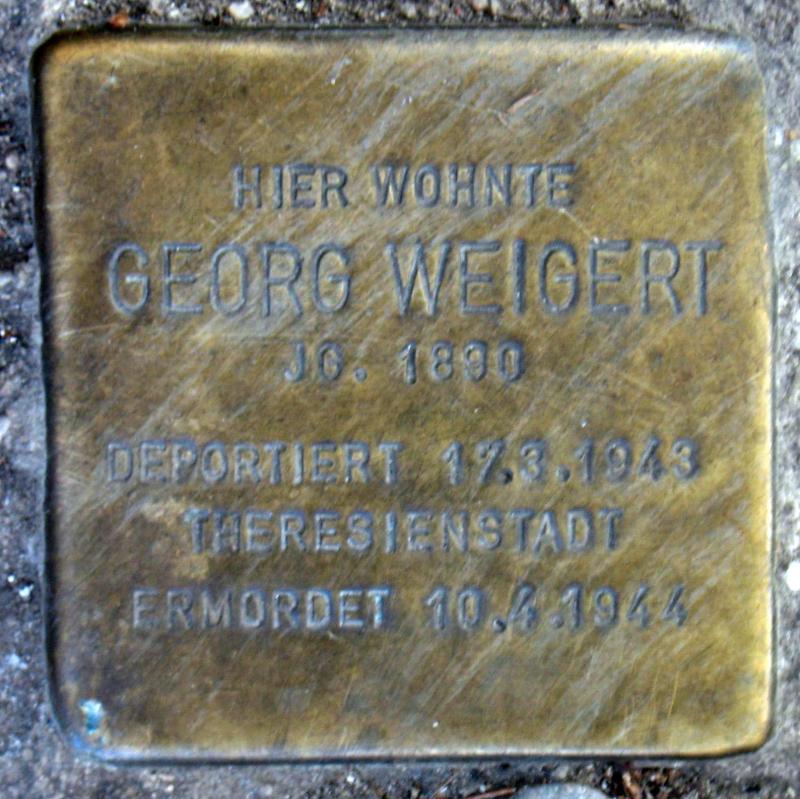 HIER WOHNTE
GEORG WEIGERT
JG. 1890
DEPORTIERT 17.3.1943
THERESIENSTADT
ERMORDET 10.4.1944